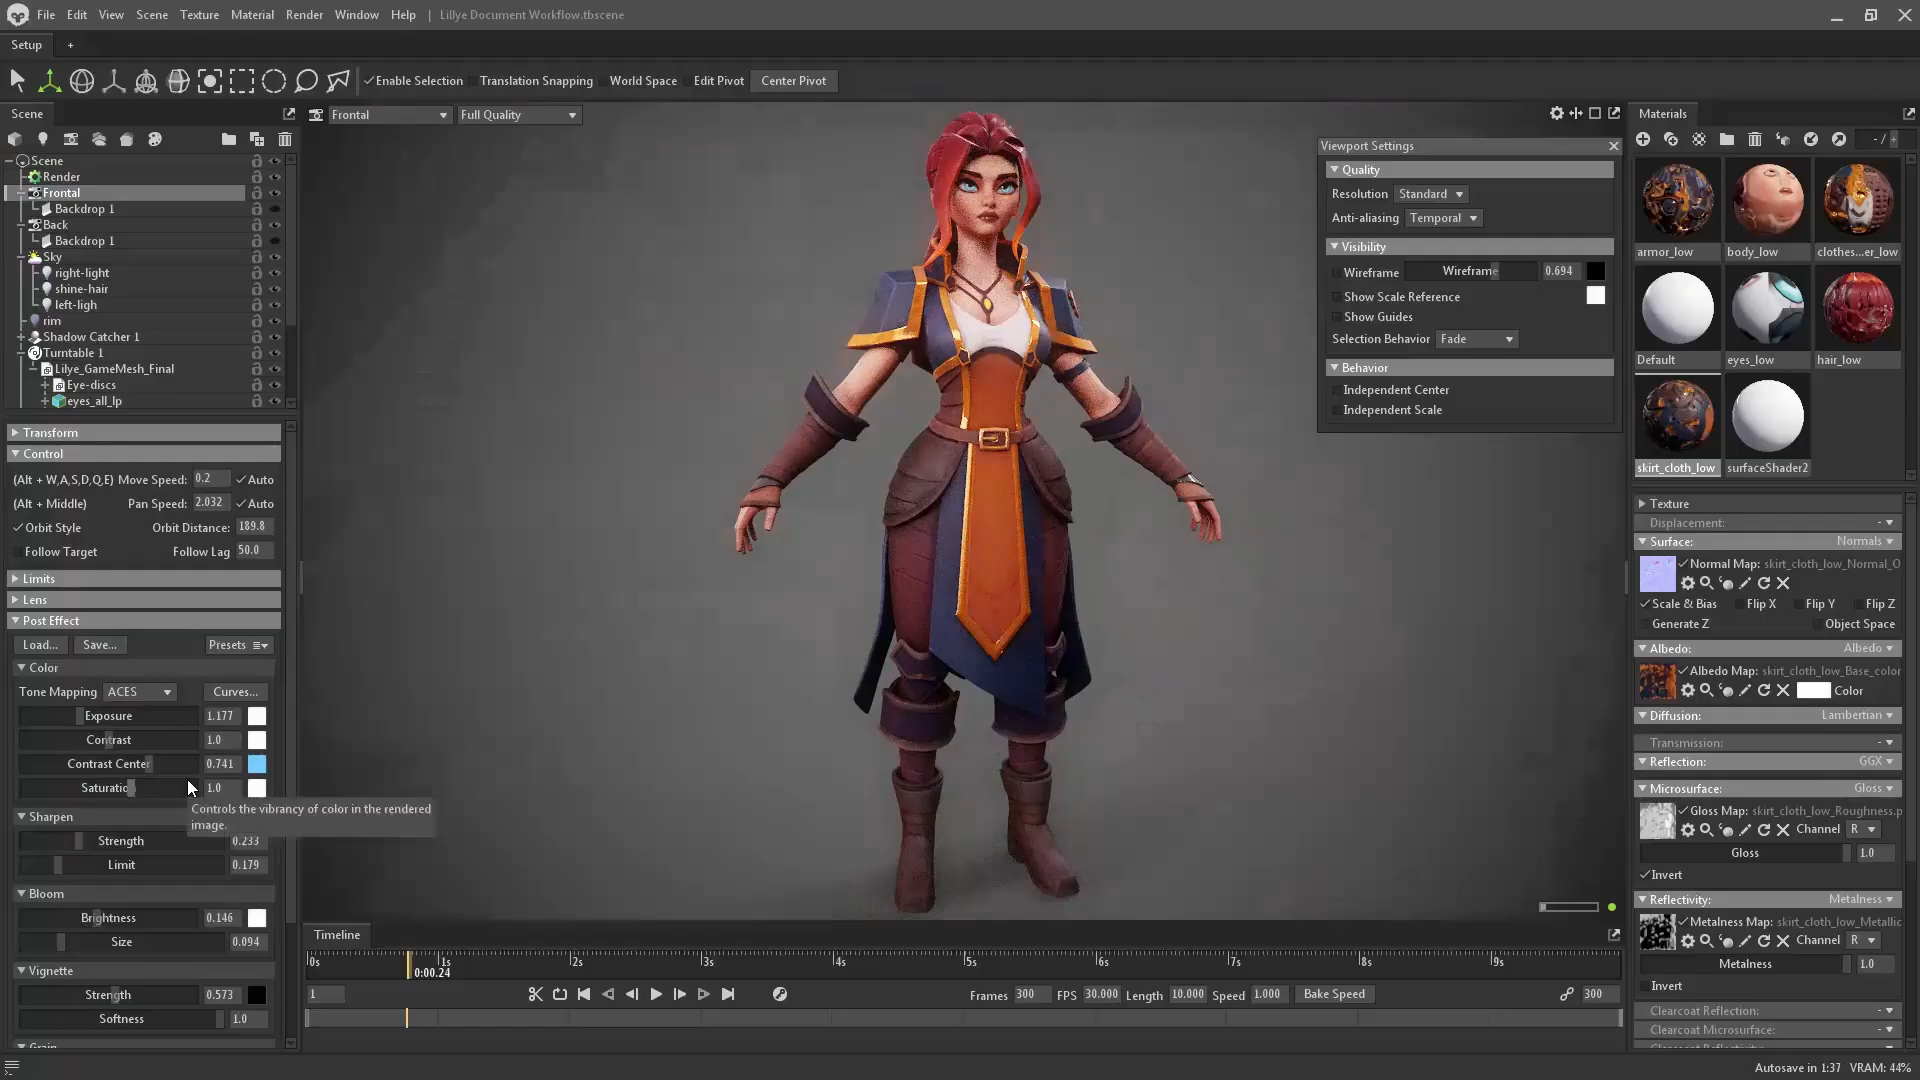 File Edit View Scene Texture Material Render Window Help | Lillye Document Workflow.tbscene
Setup +
Enable Selection Translation Snapping World Space Edit Pivot Center Pivot
Scene
Scene
Render
Frontal
Backdrop 1
Back
Backdrop 1
Sky
right-light
shine-hair
left-ligh
rim
Shadow Catcher 1
Turntable 1
Lilye_GameMesh_Final
Eye-discs
eyes_all_lp
Transform
Control
(Alt + W,A,S,D,Q,E) Move Speed: 0.2 Auto
(Alt + Middle) Pan Speed: 2.032 Auto
Orbit Style Orbit Distance: 189.8
Follow Target Follow Lag 50.0
Limits
Lens
Post Effect
Load... Save... Presets
Color
Tone Mapping ACES Curves...
Exposure 1.177
Contrast 1.0
Contrast Center 0.741
Saturation 1.0
Controls the vibrancy of color in the rendered
image.
Sharpen
Strength 0.233
Limit 0.179
Bloom
Brightness 0.146
Size 0.094
Vignette
Strength 0.573
Softness 1.0
Grain
Frontal Full Quality
Viewport Settings
Quality
Resolution Standard
Anti-aliasing Temporal
Visibility
Wireframe Wireframe 0.694
Show Scale Reference
Show Guides
Selection Behavior Fade
Behavior
Independent Center
Independent Scale
Timeline
0s 1s 2s 3s 4s 5s 6s 7s 8s 9s
0:00.24
1 Frames 300 FPS 30.000 Length 10.000 Speed 1.000 Bake Speed 300
Materials
- / +
armor_low body_low clothes...er_low
Default eyes_low hair_low
skirt_cloth_low surfaceShader2
Texture
Displacement: -
Surface: Normals
Normal Map: skirt_cloth_low_Normal_O
Scale & Bias Flip X Flip Y Flip Z
Generate Z Object Space
Albedo: Albedo
Albedo Map: skirt_cloth_low_Base_color
Color
Diffusion: Lambertian
Transmission: -
Reflection: GGX
Microsurface: Gloss
Gloss Map: skirt_cloth_low_Roughness.p
Channel R
Gloss 1.0
Invert
Reflectivity: Metalness
Metalness Map: skirt_cloth_low_Metallic
Channel R
Metalness 1.0
Invert
Clearcoat Reflection: -
Clearcoat Microsurface: -
Clearcoat Reflectivity: -
Autosave in 1:37 VRAM: 44%